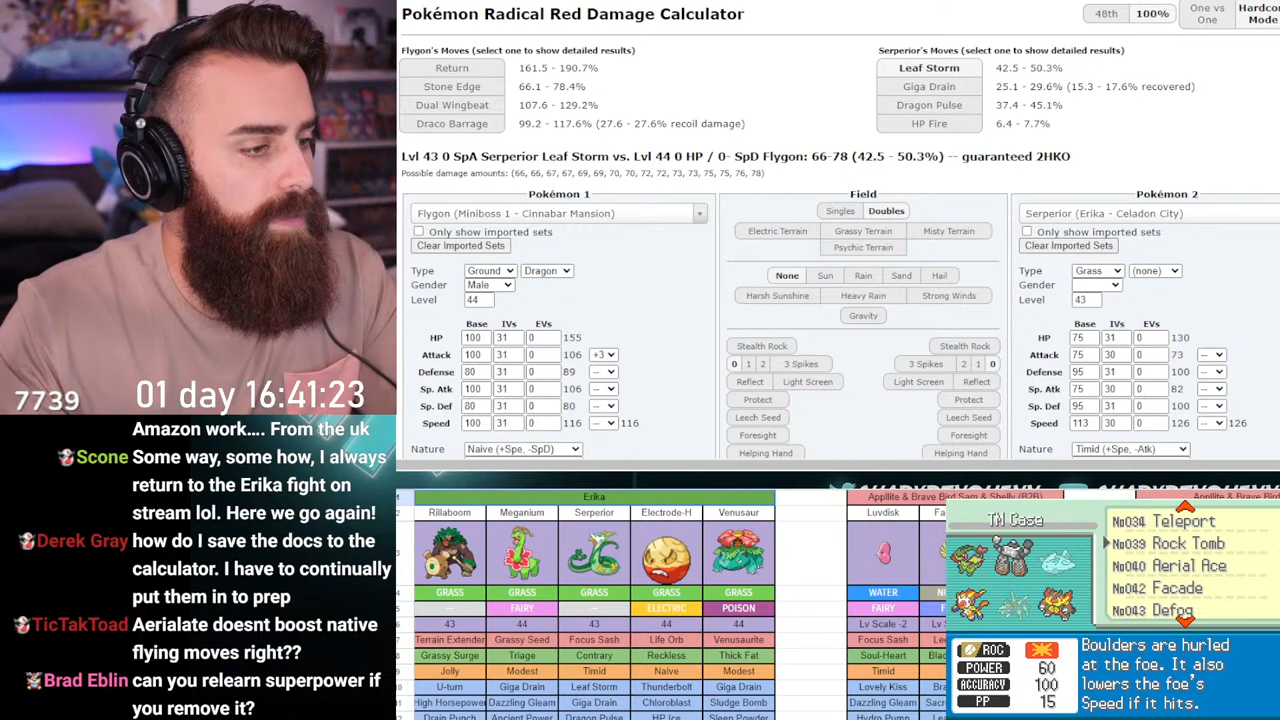 Pokémon Radical Red Damage Calculator
48th
100%
One vs
One
Hardcore
Mode
Flygon's Moves (select one to show detailed results)
Return 161.5 - 190.7%
Stone Edge 66.1 - 78.4%
Dual Wingbeat 107.6 - 129.2%
Draco Barrage 99.2 - 117.6% (27.6 - 27.6% recoil damage)
Serperior's Moves (select one to show detailed results)
Leaf Storm 42.5 - 50.3%
Giga Drain 25.1 - 29.6% (15.3 - 17.6% recovered)
Dragon Pulse 37.4 - 45.1%
HP Fire 6.4 - 7.7%
Lvl 43 0 SpA Serperior Leaf Storm vs. Lvl 44 0 HP / 0- SpD Flygon: 66-78 (42.5 - 50.3%) -- guaranteed 2HKO
Possible damage amounts: (66, 66, 67, 67, 69, 69, 70, 70, 72, 72, 73, 73, 75, 75, 76, 78)
Pokémon 1
Flygon (Miniboss 1 - Cinnabar Mansion)
Only show imported sets
Clear Imported Sets
Type Ground Dragon
Gender Male
Level 44
Base IVs EVs
HP 100 31 0 155
Attack 100 31 0 106 +3
Defense 80 31 0 89 --
Sp. Atk 100 31 0 106 --
Sp. Def 80 31 0 80 --
Speed 100 31 0 116 -- 116
Nature Naive (+Spe, -SpD)
Field
Singles Doubles
Electric Terrain Grassy Terrain Misty Terrain
Psychic Terrain
None Sun Rain Sand Hail
Harsh Sunshine Heavy Rain Strong Winds
Gravity
Stealth Rock Stealth Rock
0 1 2 3 Spikes 3 Spikes 2 1 0
Reflect Light Screen Light Screen Reflect
Protect Protect
Leech Seed Leech Seed
Foresight Foresight
Helping Hand Helping Hand
Pokémon 2
Serperior (Erika - Celadon City)
Only show imported sets
Clear Imported Sets
Type Grass (none)
Gender
Level 43
Base IVs EVs
HP 75 31 0 130
Attack 75 30 0 73 --
Defense 95 31 0 100 --
Sp. Atk 75 30 0 82 --
Sp. Def 95 31 0 100 --
Speed 113 30 0 126 -- 126
Nature Timid (+Spe, -Atk)
7739
01 day 16:41:23
Amazon work.... From the uk
Scone Some way, some how, I always
return to the Erika fight on
stream lol. Here we go again!
Derek Gray how do I save the docs to the
calculator. I have to continually
put them in to prep
TicTakToad Aerialate doesnt boost native
flying moves right??
Brad Eblin can you relearn superpower if
you remove it?
Erika
Rillaboom Meganium Serperior Electrode-H Venusaur
GRASS GRASS GRASS GRASS GRASS
— FAIRY — ELECTRIC POISON
43 44 43 44 44
Terrain Extender Grassy Seed Focus Sash Life Orb Venusaurite
Grassy Surge Triage Contrary Reckless Thick Fat
Jolly Modest Timid Naive Modest
U-turn Giga Drain Leaf Storm Thunderbolt Giga Drain
High Horsepower Dazzling Gleam Giga Drain Chloroblast Sludge Bomb
Drain Punch Ancient Power Dragon Pulse HP Ice Sleep Powder
Appllite & Brave Bird Sam & Shelly (B2B)
Luvdisk
WATER
FAIRY
Lv Scale -2
Focus Sash
Soul-Heart
Timid
Lovely Kiss
Dazzling Gleam
Hydro Pump
TM Case
No034 Teleport
No039 Rock Tomb
No040 Aerial Ace
No042 Facade
No043 Defog
ROC
POWER 60
ACCURACY 100
PP 15
Boulders are hurled
at the foe. It also
lowers the foe's
Speed if it hits.